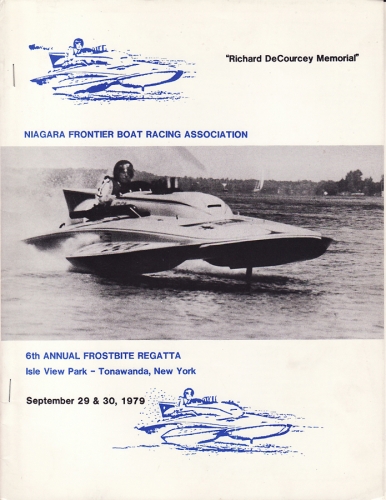 "Richard DeCourcey Memorial"
NIAGARA FRONTIER BOAT RACING ASSOCIATION
6th ANNUAL FROSTBITE REGATTA
Isle View Park - Tonawanda, New York
September 29 & 30, 1979